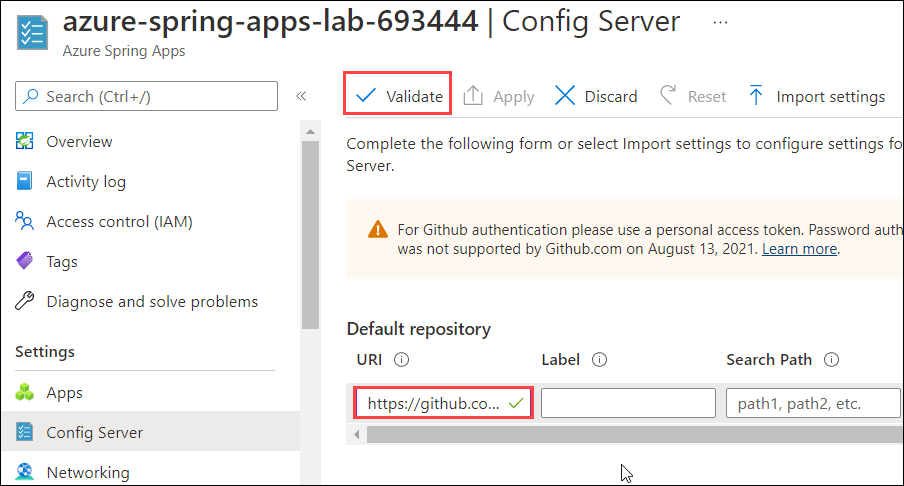 azure-spring-apps-lab-693444 | Config Server ...
Azure Spring Apps
Search (Ctrl+/)
«
Overview
Activity log
Access control (IAM)
Tags
Diagnose and solve problems
Settings
Apps
Config Server
Networking
Validate Apply Discard Reset Import settings
Complete the following form or select Import settings to configure settings fo
Server.
For Github authentication please use a personal access token. Password auth
was not supported by Github.com on August 13, 2021. Learn more.
Default repository
URI Label Search Path
https://github.co... path1, path2, etc.